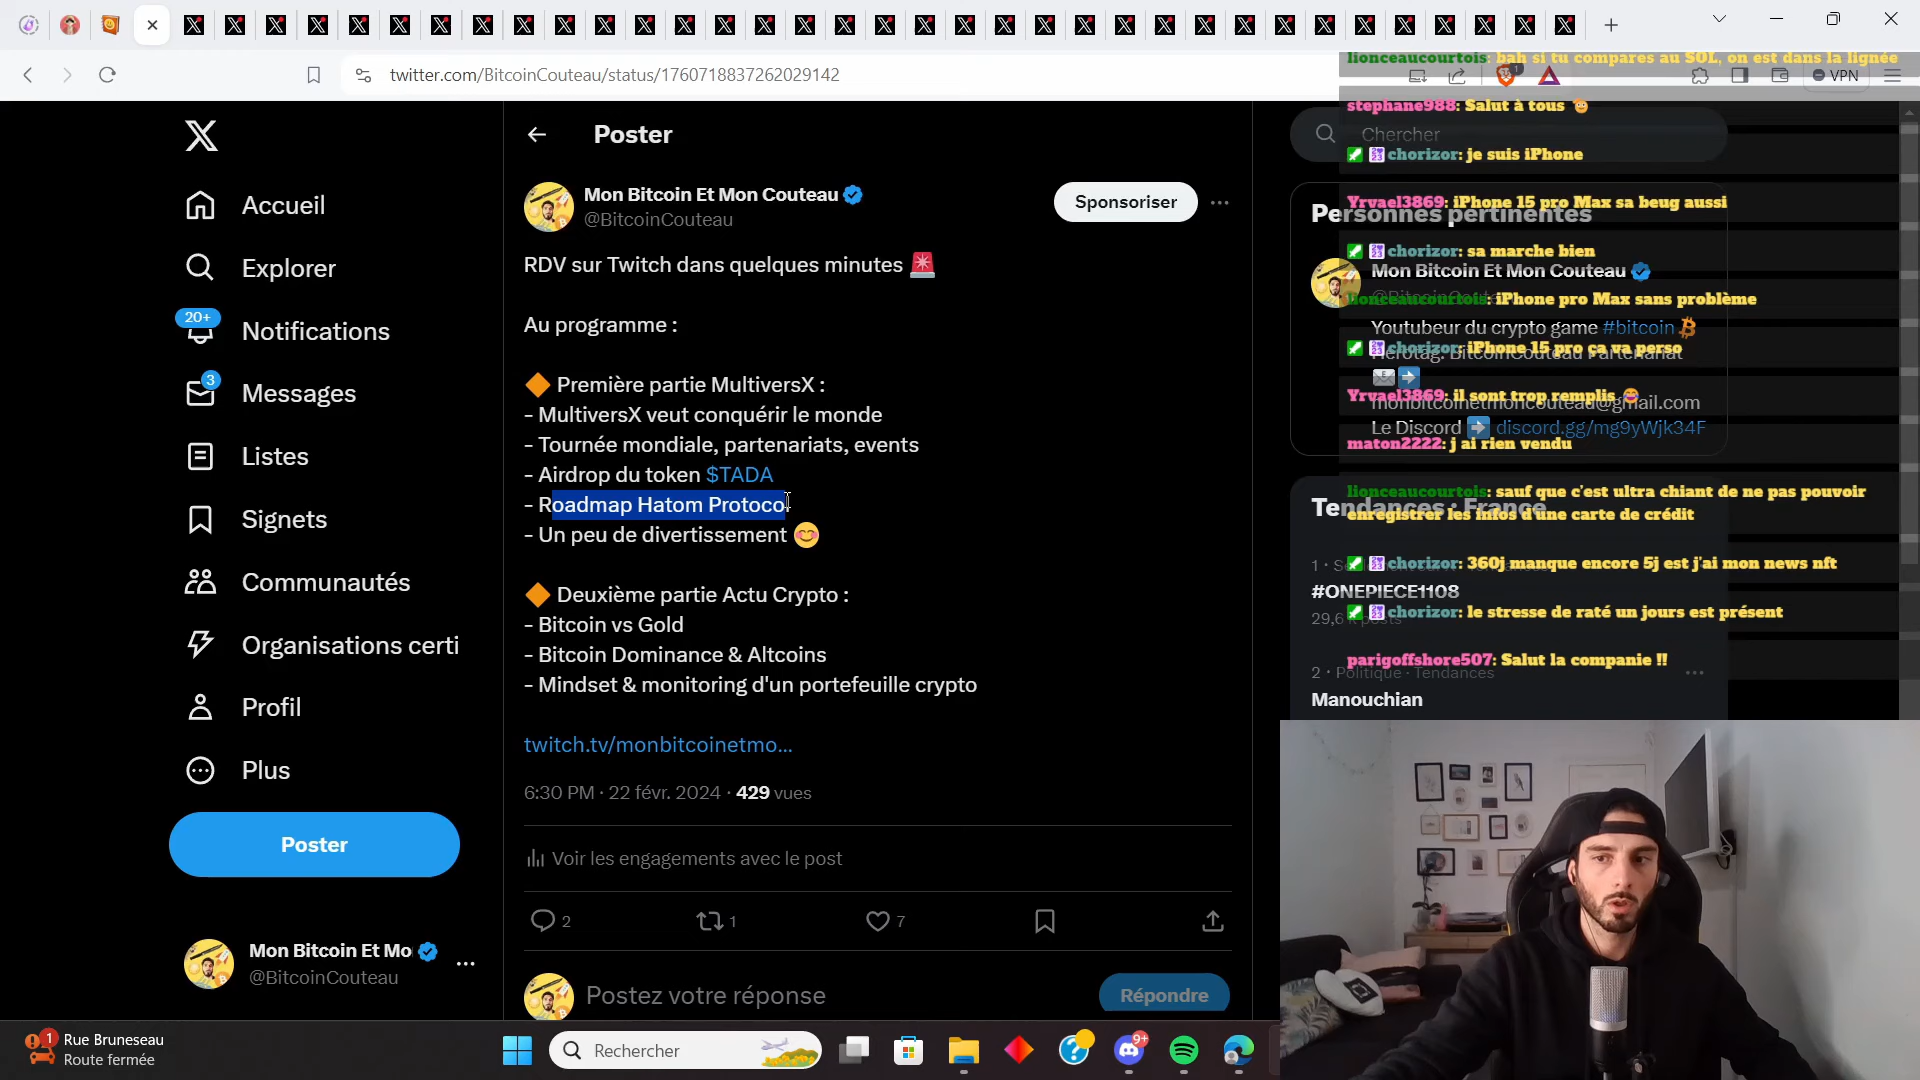 twitter.com/BitcoinCouteau/status/1760718837262029142
VPN
Accueil
Explorer
20+
Notifications
3
Messages
Listes
Signets
Communautés
Organisations certi
Profil
Plus
Poster
Mon Bitcoin Et Mo
@BitcoinCouteau
Poster
Mon Bitcoin Et Mon Couteau
@BitcoinCouteau
Sponsoriser
RDV sur Twitch dans quelques minutes 🚨
Au programme :
🔶 Première partie MultiversX :
- MultiversX veut conquérir le monde
- Tournée mondiale, partenariats, events
- Airdrop du token $TADA
- Roadmap Hatom Protocol
- Un peu de divertissement 😊
🔶 Deuxième partie Actu Crypto :
- Bitcoin vs Gold
- Bitcoin Dominance & Altcoins
- Mindset & monitoring d'un portefeuille crypto
twitch.tv/monbitcoinetmo...
6:30 PM · 22 févr. 2024 · 429 vues
Voir les engagements avec le post
2
1
7
Postez votre réponse
Répondre
Chercher
Personnes pertinentes
Mon Bitcoin Et Mon Couteau
Youtubeur du crypto game #bitcoin
Herotag: BitcoinCouteau Partenariat
monbitcoinetmoncouteau@gmail.com
Le Discord ➡️ discord.gg/mg9yWjk34F
Tendances : France
#ONEPIECE1108
29,6 k posts
2 · Politique · Tendances
Manouchian
lionceaucourtois: bah si tu compares au SOL, on est dans la lignée
stephane988: Salut à tous
chorizor: je suis iPhone
Yrvael3869: iPhone 15 pro Max sa beug aussi
chorizor: sa marche bien
lionceaucourtois: iPhone pro Max sans problème
chorizor: iPhone 15 pro ça va perso
Yrvael3869: il sont trop remplis 😂
maton2222: j ai rien vendu
lionceaucourtois: sauf que c'est ultra chiant de ne pas pouvoir
enregistrer les infos d'une carte de crédit
chorizor: 360j manque encore 5j est j'ai mon news nft
chorizor: le stresse de raté un jours est présent
parigoffshore507: Salut la companie !!
1
Rue Bruneseau
Route fermée
Rechercher
9+